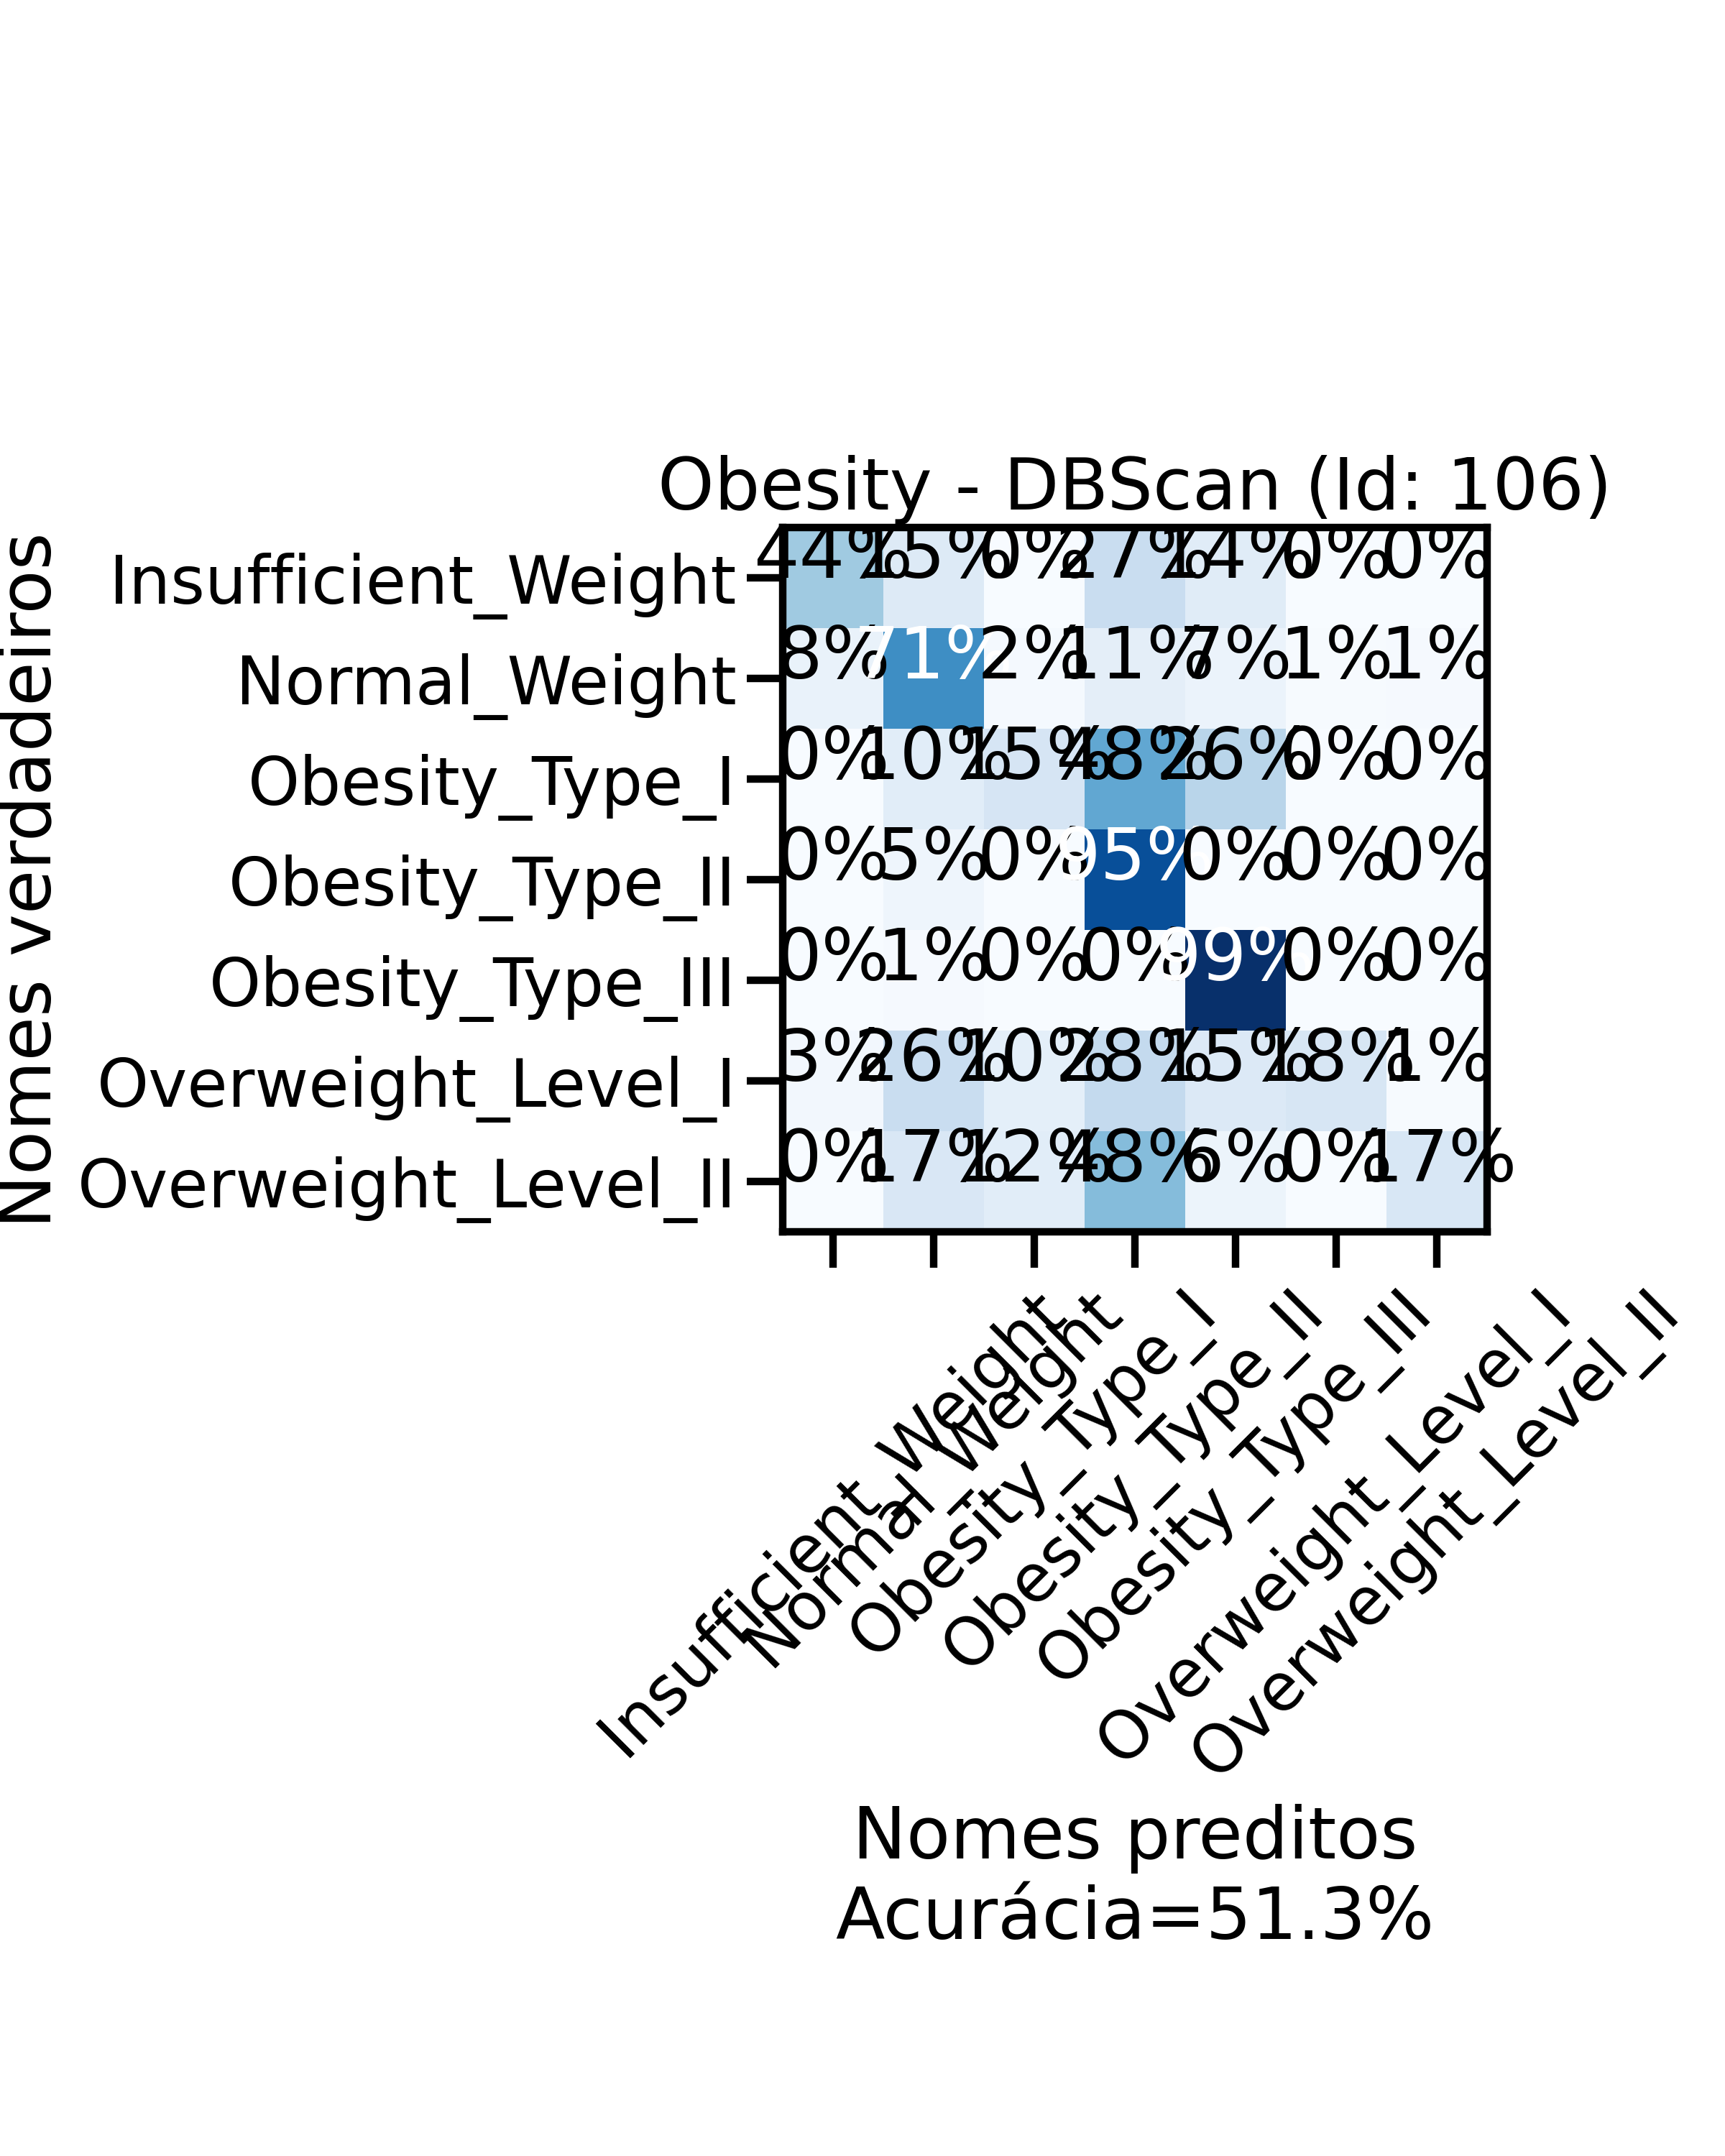 Obesity - DBScan (Id: 106)
Nomes verdadeiros
Insufficient_Weight 44% 15% 0% 27% 14% 0% 0%
Normal_Weight 8% 71% 2% 11% 7% 1% 1%
Obesity_Type_I 0% 10% 15% 48% 26% 0% 0%
Obesity_Type_II 0% 5% 0% 95% 0% 0% 0%
Obesity_Type_III 0% 1% 0% 0% 99% 0% 0%
Overweight_Level_I 3% 26% 10% 28% 15% 18% 1%
Overweight_Level_II 0% 17% 12% 48% 6% 0% 17%
Insufficient_Weight
Normal_Weight
Obesity_Type_I
Obesity_Type_II
Obesity_Type_III
Overweight_Level_I
Overweight_Level_II
Nomes preditos
Acurácia=51.3%